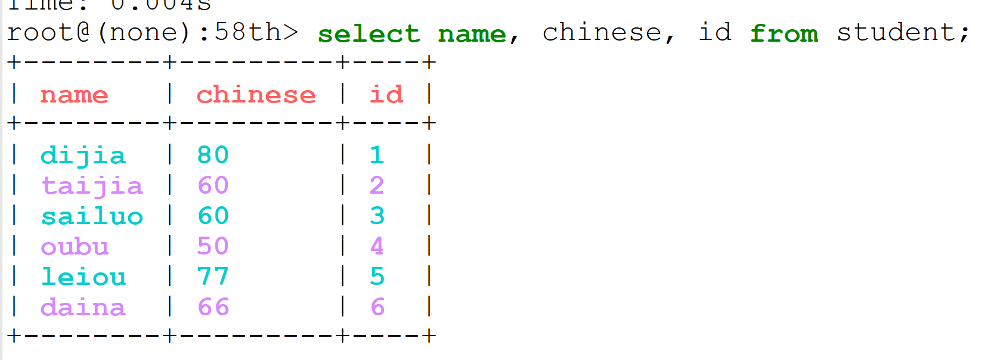 Time: 0.004s
root@(none):58th> select name, chinese, id from student;
+--------+---------+----+
| name   | chinese | id |
+--------+---------+----+
| dijia  | 80      | 1  |
| taijia | 60      | 2  |
| sailuo | 60      | 3  |
| oubu   | 50      | 4  |
| leiou  | 77      | 5  |
| daina  | 66      | 6  |
+--------+---------+----+